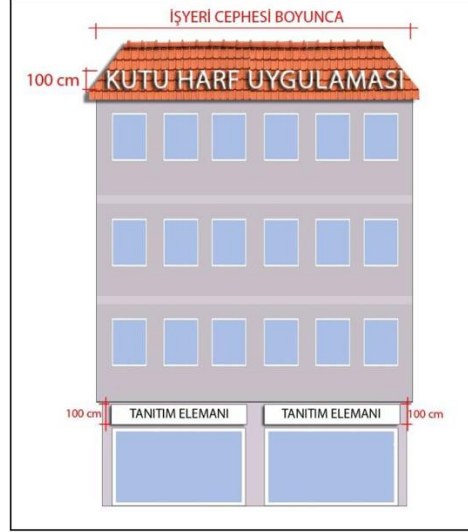 İŞYERİ CEPHESİ BOYUNCA
100 cm
KUTU HARF UYGULAMASI
100 cm
TANITIM ELEMANI
TANITIM ELEMANI
100 cm